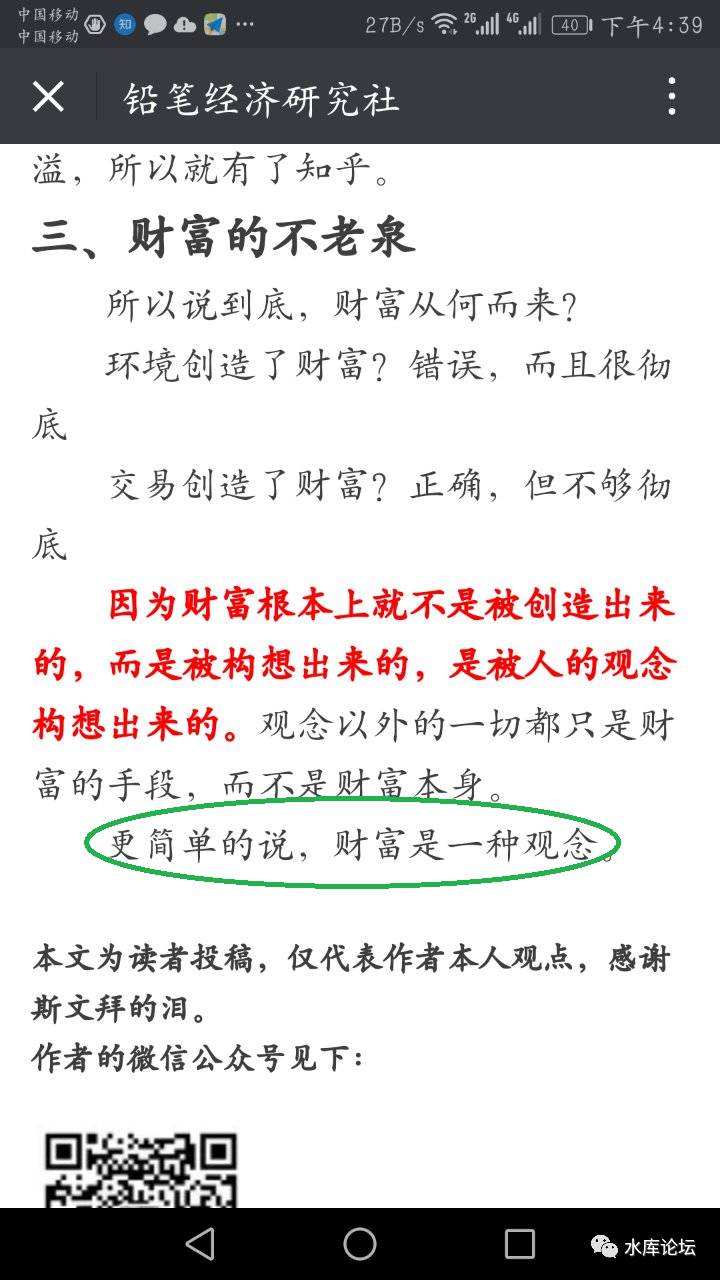 中国移动
中国移动
知
27B/s 2G 4G 40 下午4:39
铅笔经济研究社
溢，所以就有了知乎。
三、财富的不老泉
所以说到底，财富从何而来？
环境创造了财富？错误，而且很彻
底
交易创造了财富？正确，但不够彻
底
因为财富根本上就不是被创造出来
的，而是被构想出来的，是被人的观念
构想出来的。观念以外的一切都只是财
富的手段，而不是财富本身。
更简单的说，财富是一种观念。
本文为读者投稿，仅代表作者本人观点，感谢
斯文拜的泪。
作者的微信公众号见下：
水库论坛